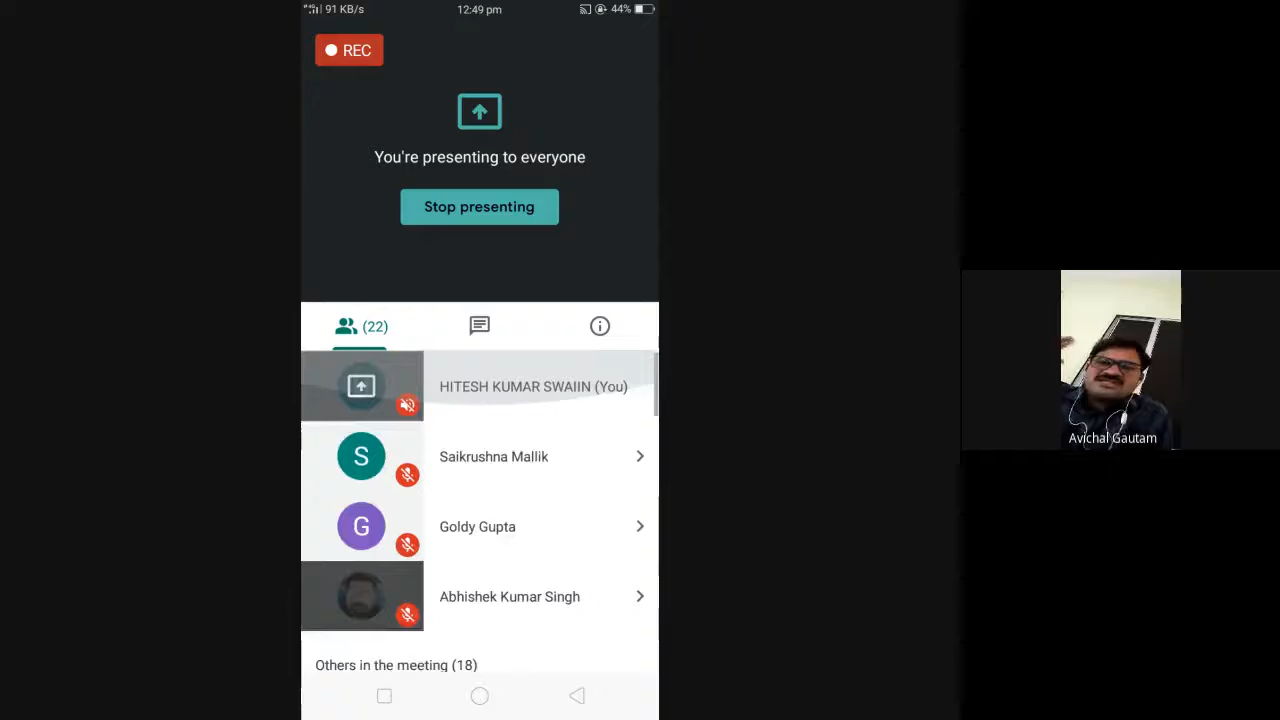 91 KB/s
12:49 pm
44%
REC
You're presenting to everyone
Stop presenting
(22)
HITESH KUMAR SWAIIN (You)
S
Saikrushna Mallik
G
Goldy Gupta
Abhishek Kumar Singh
Others in the meeting (18)
Avichal Gautam